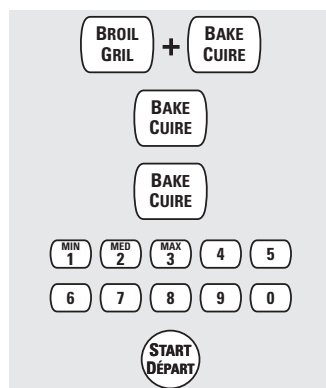 BROIL GRIL + BAKE CUIRE
BAKE
CUIRE
BAKE
CUIRE
MIN 1 MED 2 MAX 3 4 5
6 7 8 9 0
START
DÉPART